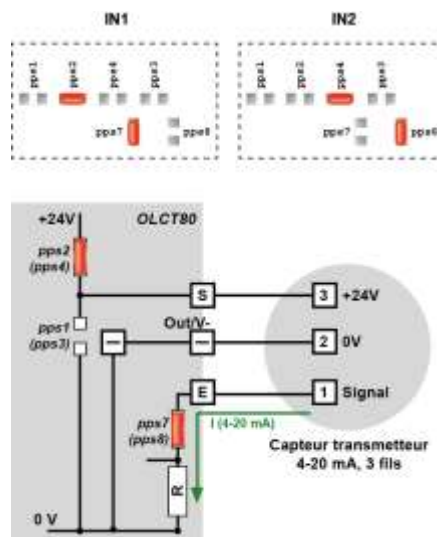 IN1
IN2
pps1 pps2 pps4 pps3
pps7 pps8
pps1 pps2 pps4 pps3
pps7 pps8
+24V
OLCT80
pps2
(pps4)
S
3
+24V
pps1
(pps3)
Out/V-
2
0V
E
1
Signal
pps7
(pps8)
I (4-20 mA)
R
0 V
Capteur transmetteur
4-20 mA, 3 fils